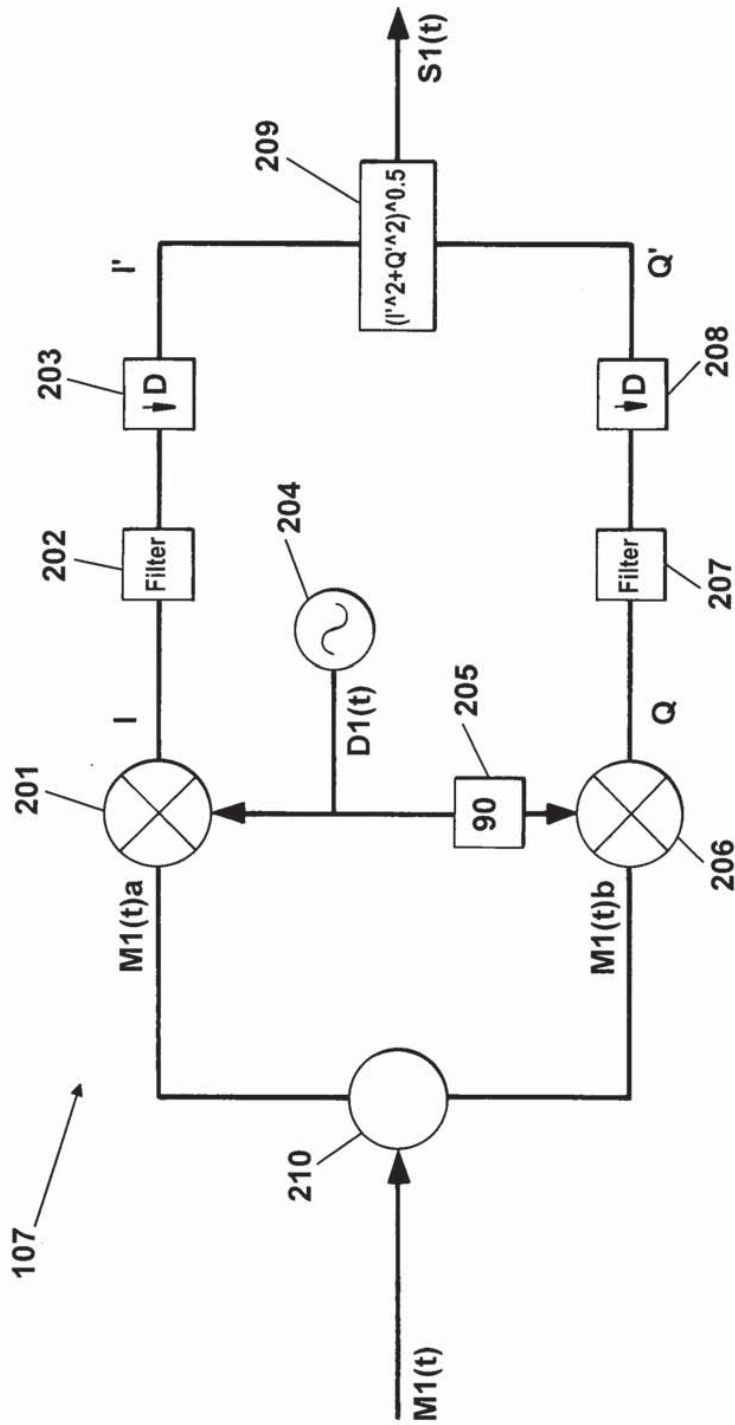 107
M1(t)
210
M1(t)a
M1(t)b
201
I
202
Filter
203
D
I'
204
D1(t)
205
90
206
Q
207
Filter
208
D
Q'
209
(I'^2+Q'^2)^0.5
S1(t)